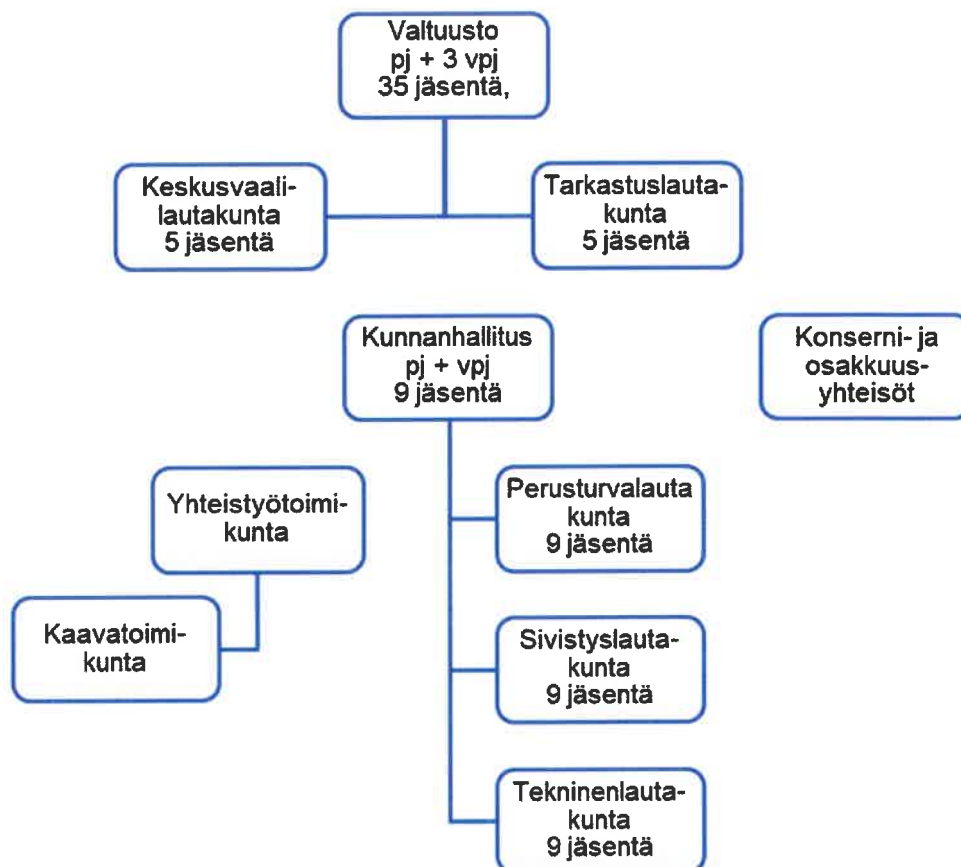 Valtuusto
pj + 3 vpj
35 jäsentä,
Keskusvaali-
lautakunta
5 jäsentä
Tarkastuslauta-
kunta
5 jäsentä
Kunnanhallitus
pj + vpj
9 jäsentä
Konserni- ja
osakkuus-
yhteisöt
Yhteistyötoimi-
kunta
Perusturvalauta
kunta
9 jäsentä
Kaavatoimi-
kunta
Sivistyslauta-
kunta
9 jäsentä
Tekninenlauta-
kunta
9 jäsentä